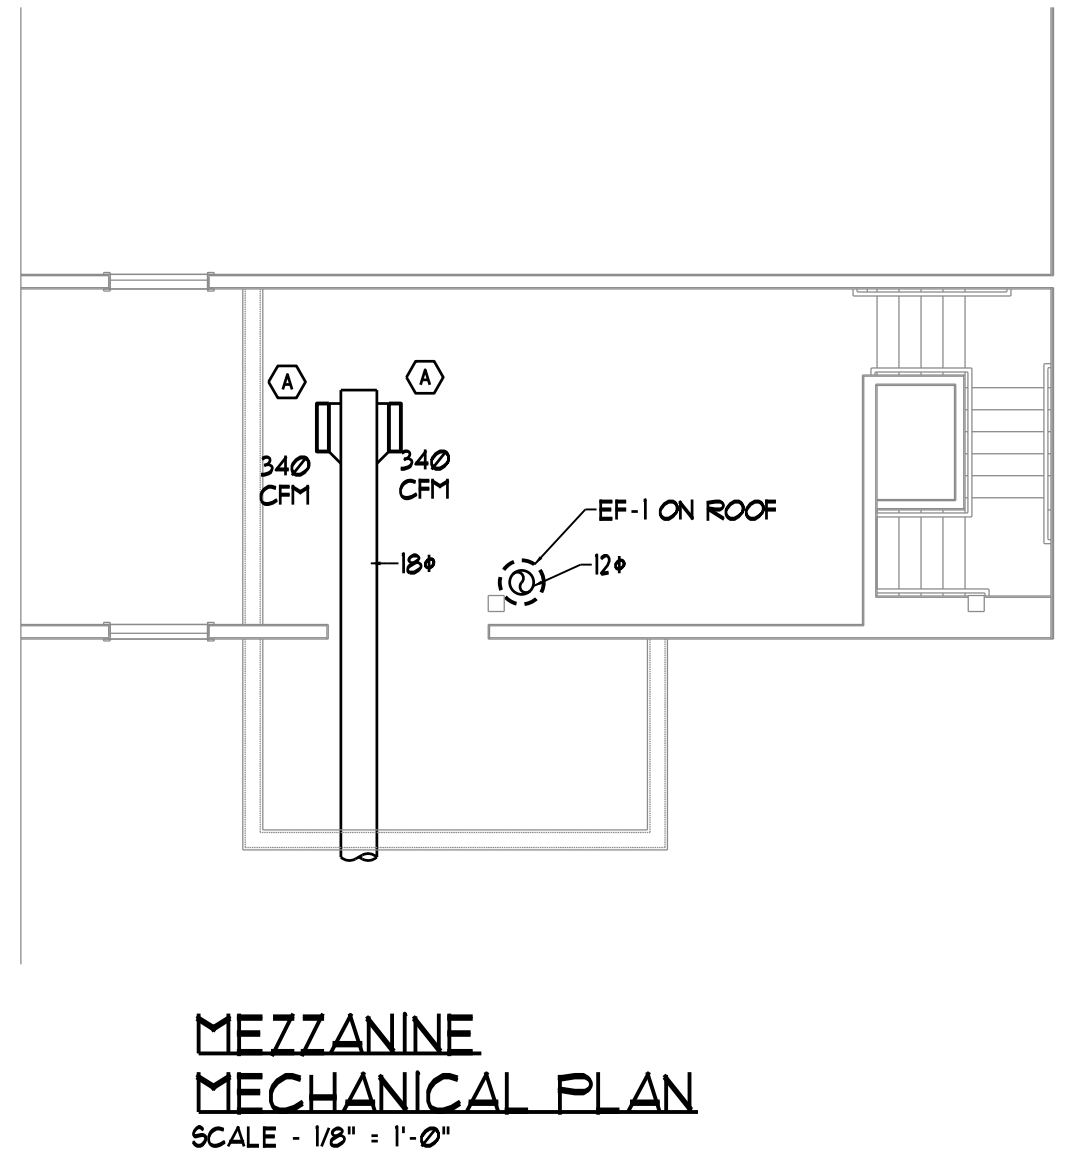 A
A
340
CFM
340
CFM
EF-1 ON ROOF
18ϕ
12ϕ
MEZZANINE
MECHANICAL PLAN
SCALE - 1/8" = 1'-0"